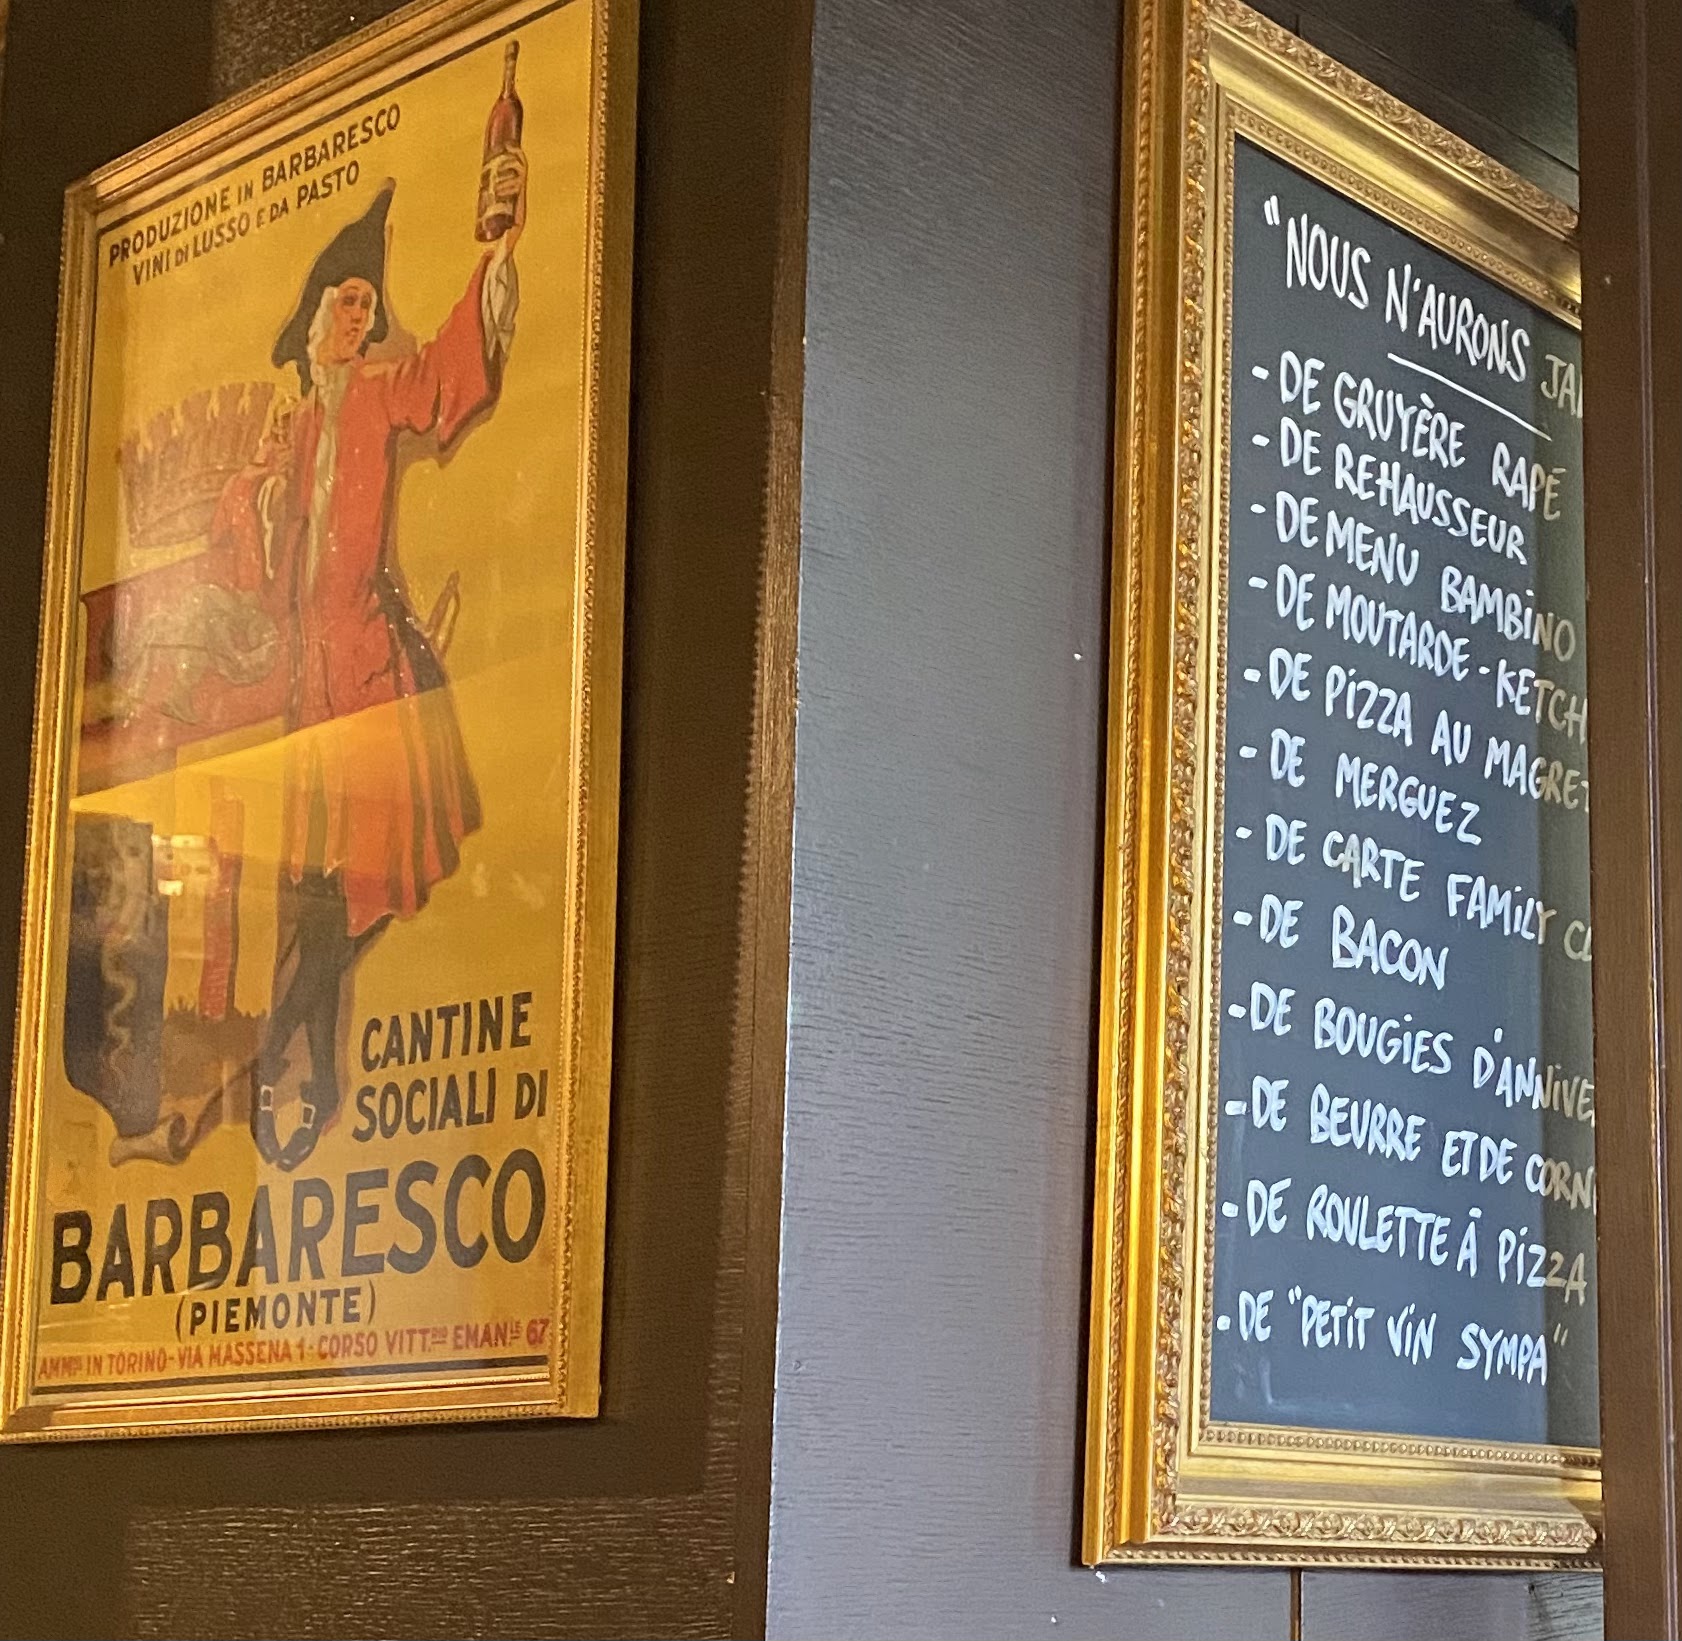 PRODUZIONE IN BARBARESCO
VINI DI LUSSO E DA PASTO
CANTINE
SOCIALI DI
BARBARESCO
(PIEMONTE)
IN TORINO - VIA MASSENA 1 - CORSO VITT. EMAN. 67
"NOUS N'AURONS
- DE GRUYÈRE RAPÉ
- DE REHAUSSEUR
- DE MENU BAMBINO
- DE MOUTARDE - KETCH
- DE PIZZA AU MAGRET
- DE MERGUEZ
- DE CARTE FAMILY
- DE BACON
- DE BOUGIES D'ANNIVE
- DE BEURRE ET DE CORN
- DE ROULETTE À PIZZA
- DE "PETIT VIN SYMPA"